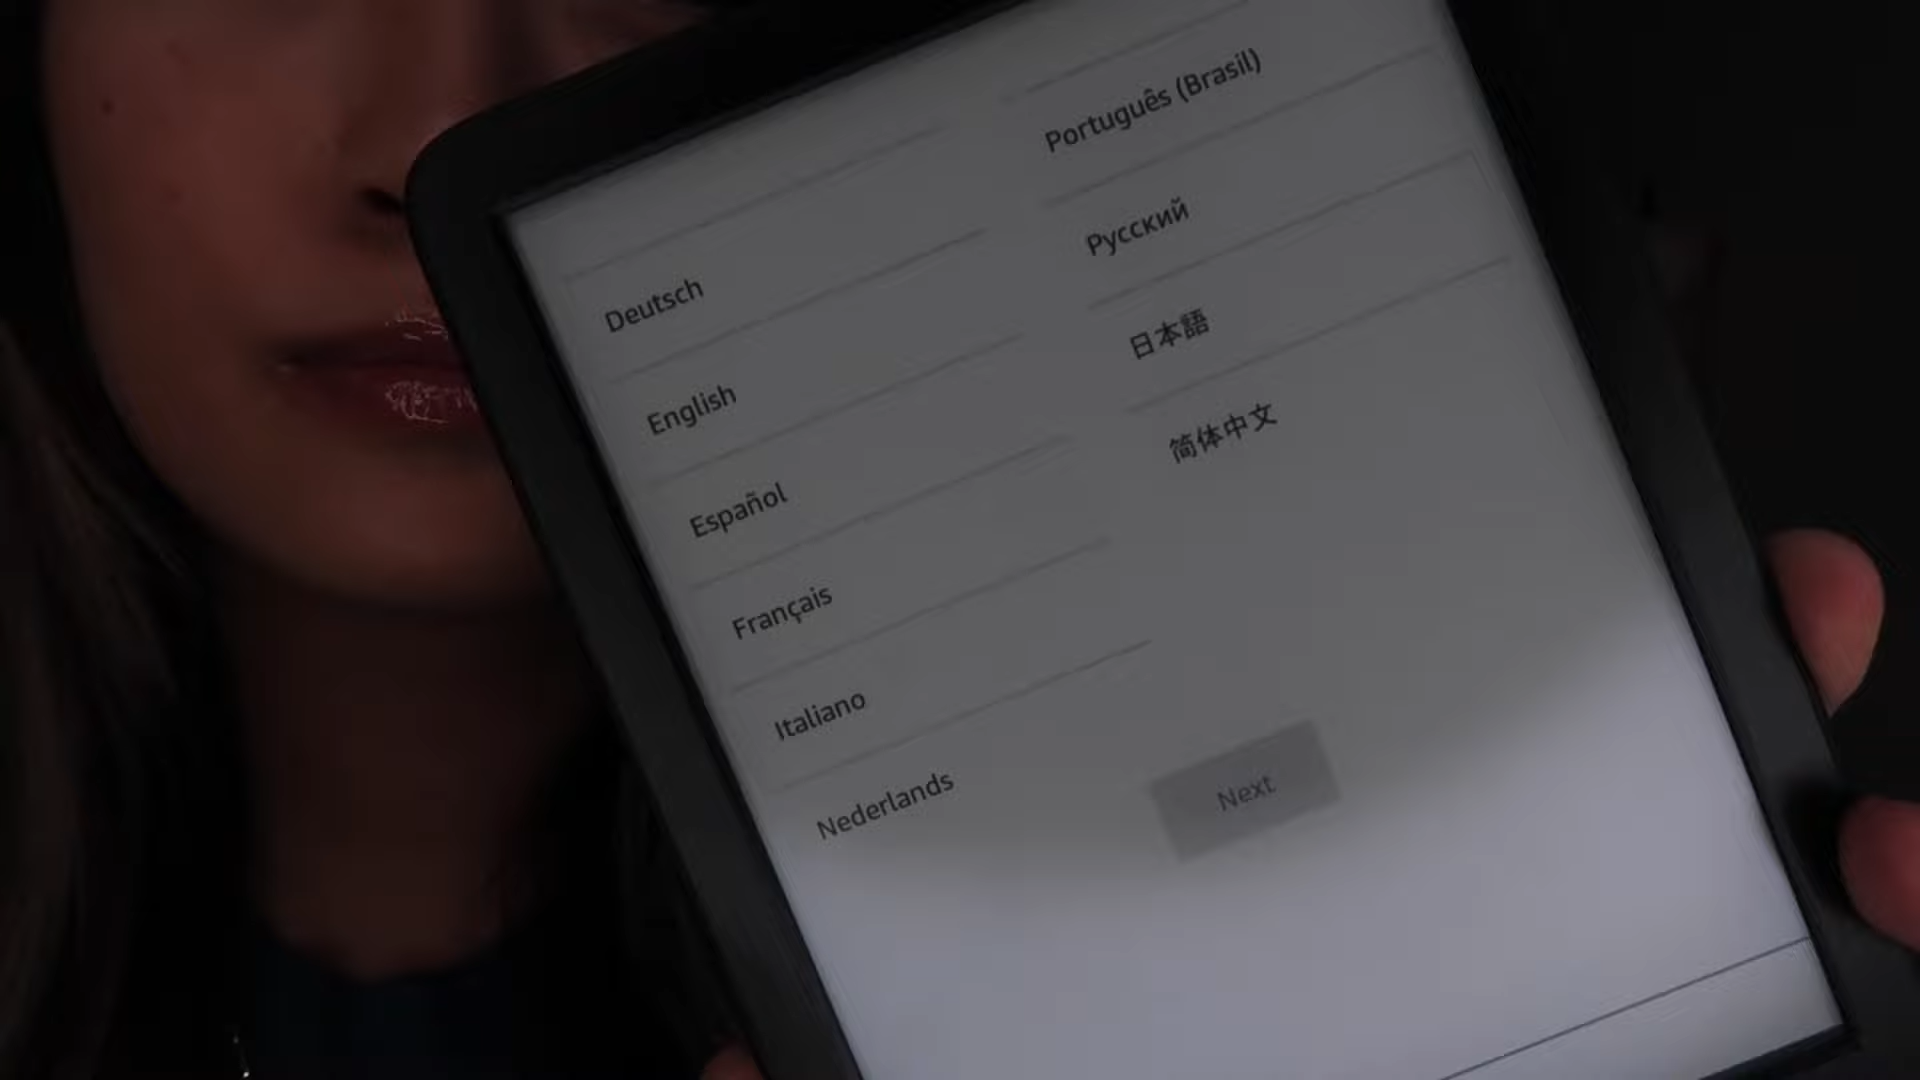 Deutsch
English
Español
Français
Italiano
Nederlands
Português (Brasil)
Русский
日本語
简体中文
Next